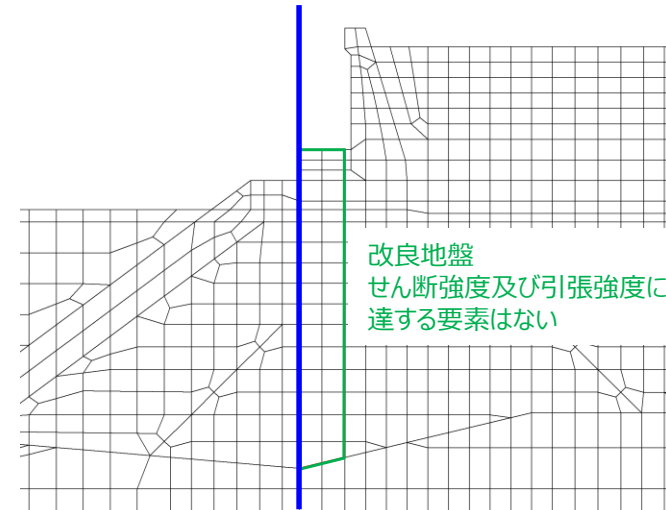 改良地盤
せん断強度及び引張強度に
達する要素はない